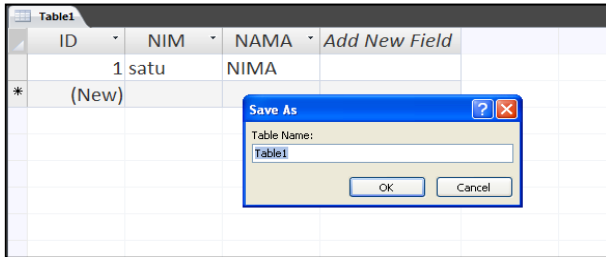 Table1
ID NIM NAMA Add New Field
1 satu NIMA
* (New)
Save As
Table Name:
Table1
OK Cancel